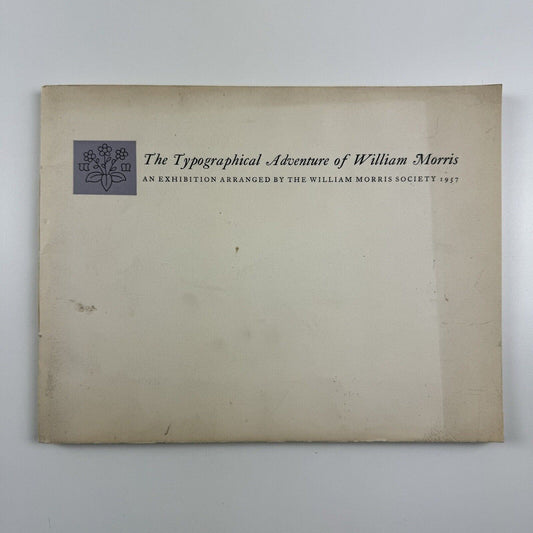 The Typographical Adventure of William Morris
AN EXHIBITION ARRANGED BY THE WILLIAM MORRIS SOCIETY 1957